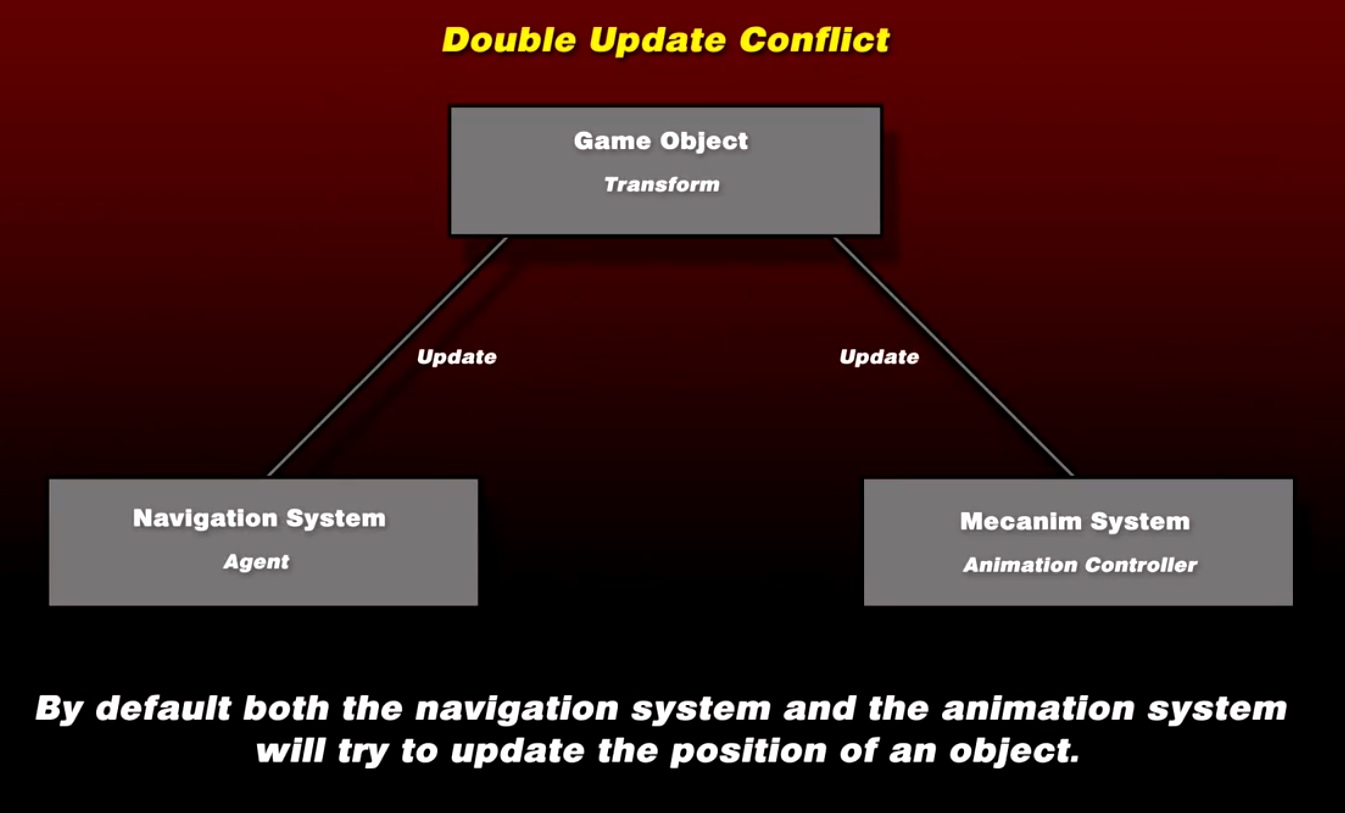 Double Update Conflict
Game Object
Transform
Update
Update
Navigation System
Agent
Mecanim System
Animation Controller
By default both the navigation system and the animation system
will try to update the position of an object.